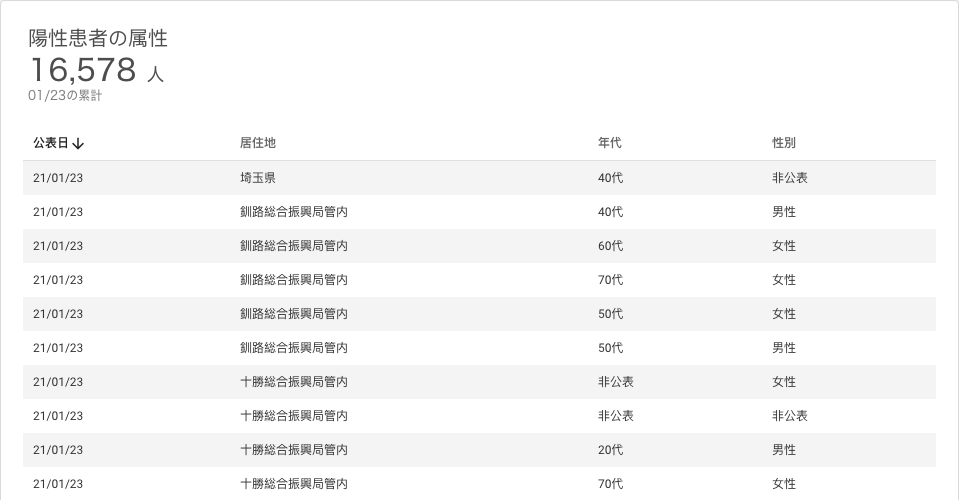 陽性患者の属性
16,578 人
01/23の累計
公表日↓ 居住地 年代 性別
21/01/23 埼玉県 40代 非公表
21/01/23 釧路総合振興局管内 40代 男性
21/01/23 釧路総合振興局管内 60代 女性
21/01/23 釧路総合振興局管内 70代 女性
21/01/23 釧路総合振興局管内 50代 女性
21/01/23 釧路総合振興局管内 50代 男性
21/01/23 十勝総合振興局管内 非公表 女性
21/01/23 十勝総合振興局管内 非公表 非公表
21/01/23 十勝総合振興局管内 20代 男性
21/01/23 十勝総合振興局管内 70代 女性